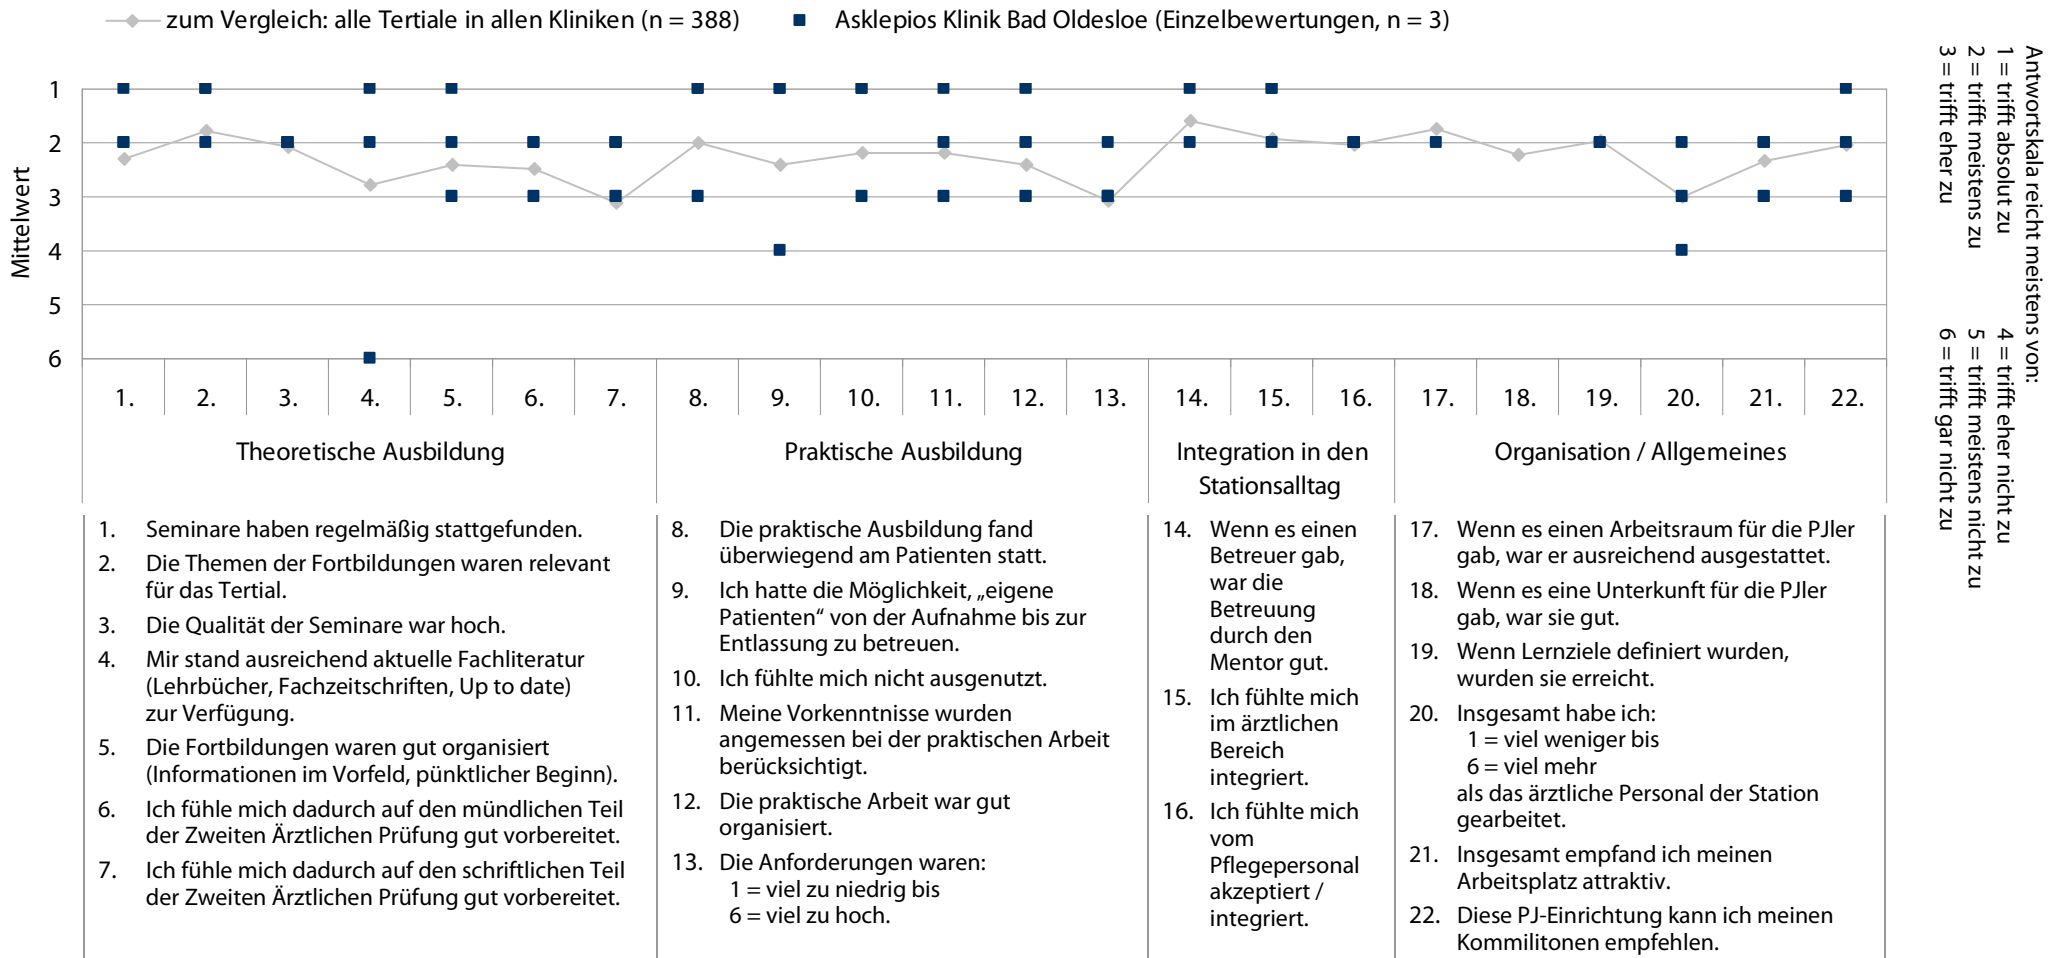 zum Vergleich: alle Tertiale in allen Kliniken (n = 388)
Asklepios Klinik Bad Oldesloe (Einzelbewertungen, n = 3)
Mittelwert
1
2
3
4
5
6
1. 2. 3. 4. 5. 6. 7. 8. 9. 10. 11. 12. 13. 14. 15. 16. 17. 18. 19. 20. 21. 22.
Theoretische Ausbildung
Praktische Ausbildung
Integration in den
Stationsalltag
Organisation / Allgemeines
1. Seminare haben regelmäßig stattgefunden.
2. Die Themen der Fortbildungen waren relevant
für das Tertial.
3. Die Qualität der Seminare war hoch.
4. Mir stand ausreichend aktuelle Fachliteratur
(Lehrbücher, Fachzeitschriften, Up to date)
zur Verfügung.
5. Die Fortbildungen waren gut organisiert
(Informationen im Vorfeld, pünktlicher Beginn).
6. Ich fühle mich dadurch auf den mündlichen Teil
der Zweiten Ärztlichen Prüfung gut vorbereitet.
7. Ich fühle mich dadurch auf den schriftlichen Teil
der Zweiten Ärztlichen Prüfung gut vorbereitet.
8. Die praktische Ausbildung fand
überwiegend am Patienten statt.
9. Ich hatte die Möglichkeit, „eigene
Patienten“ von der Aufnahme bis zur
Entlassung zu betreuen.
10. Ich fühlte mich nicht ausgenutzt.
11. Meine Vorkenntnisse wurden
angemessen bei der praktischen Arbeit
berücksichtigt.
12. Die praktische Arbeit war gut
organisiert.
13. Die Anforderungen waren:
1 = viel zu niedrig bis
6 = viel zu hoch.
14. Wenn es einen
Betreuer gab,
war die
Betreuung
durch den
Mentor gut.
15. Ich fühlte mich
im ärztlichen
Bereich
integriert.
16. Ich fühlte mich
vom
Pflegepersonal
akzeptiert /
integriert.
17. Wenn es einen Arbeitsraum für die PJler
gab, war er ausreichend ausgestattet.
18. Wenn es eine Unterkunft für die PJler
gab, war sie gut.
19. Wenn Lernziele definiert wurden,
wurden sie erreicht.
20. Insgesamt habe ich:
1 = viel weniger bis
6 = viel mehr
als das ärztliche Personal der Station
gearbeitet.
21. Insgesamt empfand ich meinen
Arbeitsplatz attraktiv.
22. Diese PJ-Einrichtung kann ich meinen
Kommilitonen empfehlen.
Antwortskala reicht meistens von:
1 = trifft absolut zu
2 = trifft meistens zu
3 = trifft eher zu
4 = trifft eher nicht zu
5 = trifft meistens nicht zu
6 = trifft gar nicht zu